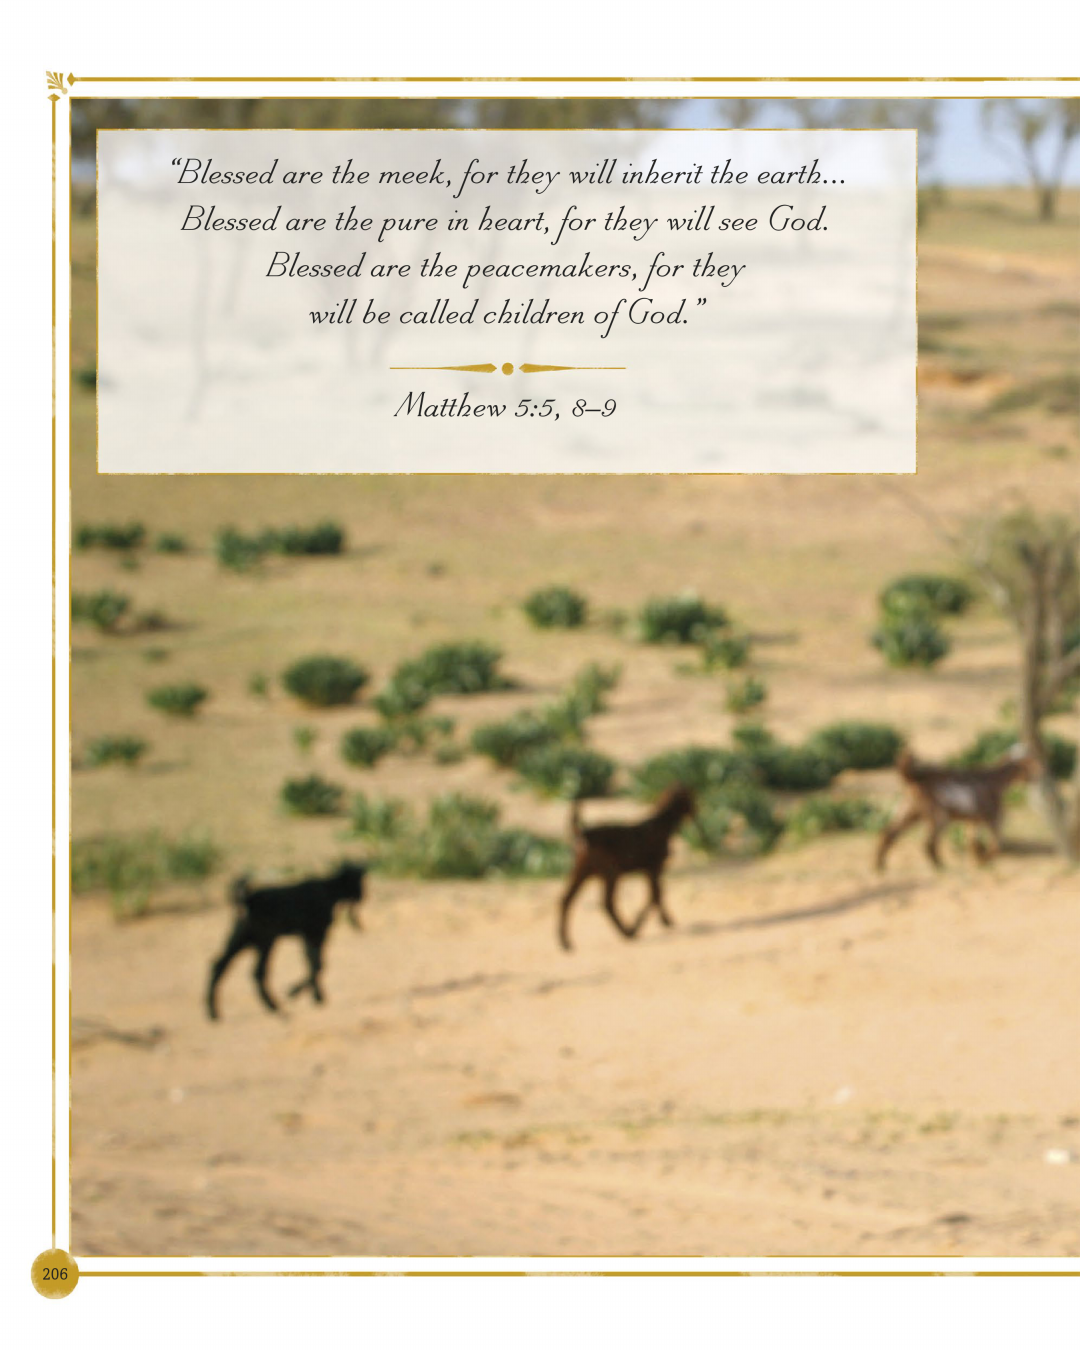 “Blessed are the meek, for they will inherit the earth...
Blessed are the pure in heart, for they will see God.
Blessed are the peacemakers, for they
will be called children of God.”
Matthew 5:5, 8–9
206